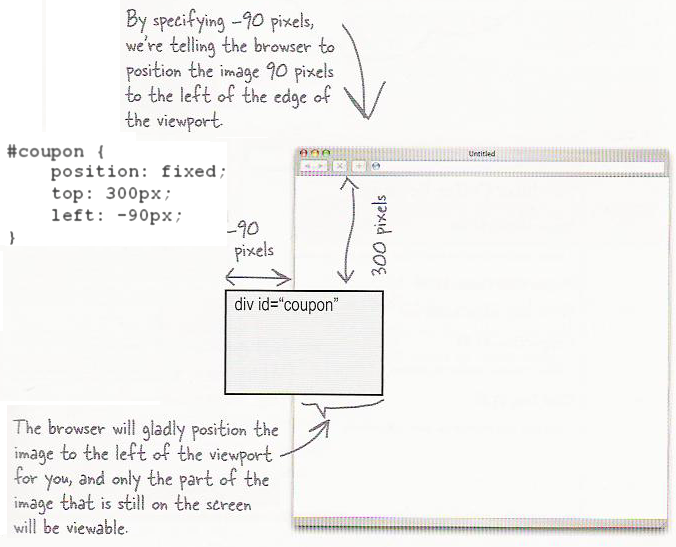 By specifying –90 pixels,
we're telling the browser to
position the image 90 pixels
to the left of the edge of
the viewport.
#coupon {
position: fixed;
top: 300px;
left: -90px;
}
Untitled
–90
pixels
300 pixels
div id=“coupon”
The browser will gladly position the
image to the left of the viewport
for you, and only the part of the
image that is still on the screen
will be viewable.